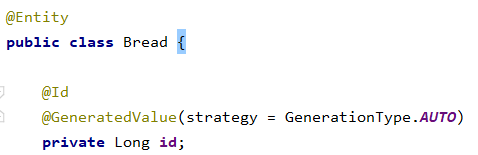 @Entity
public class Bread {
@Id
@GeneratedValue(strategy = GenerationType.AUTO)
private Long id;